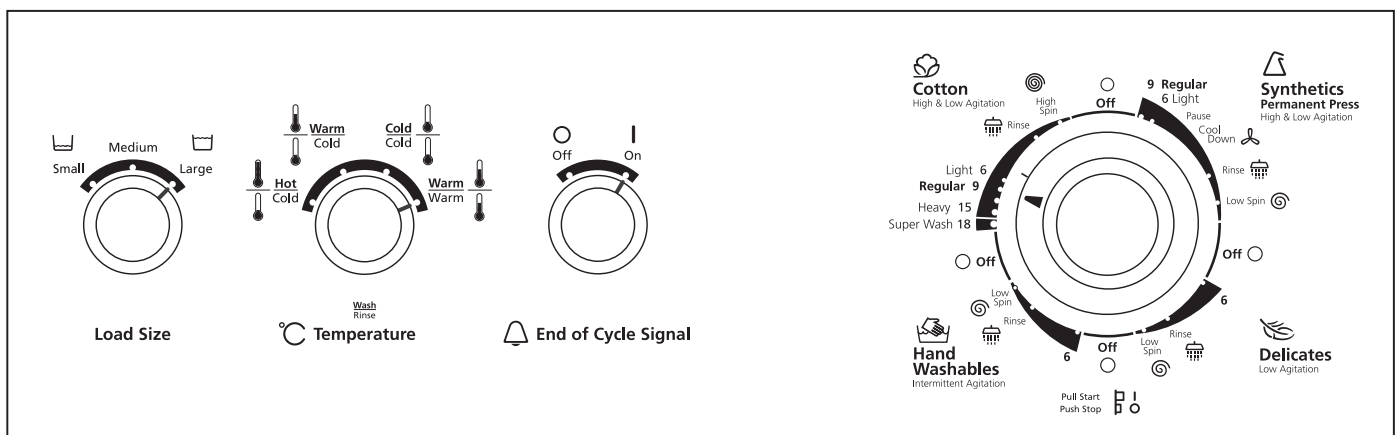 Small
Medium
Large
Load Size
Hot
Cold
Warm
Cold
Cold
Cold
Warm
Warm
Wash
Rinse
°C Temperature
Off
On
End of Cycle Signal
Cotton
High & Low Agitation
Rinse
High
Spin
Off
Light 6
Regular 9
Heavy 15
Super Wash 18
Off
9 Regular
6 Light
Pause
Cool
Down
Rinse
Low Spin
Off
Synthetics
Permanent Press
High & Low Agitation
Low
Spin
Rinse
6
Hand
Washables
Intermittent Agitation
Off
6
Rinse
Low
Spin
Delicates
Low Agitation
Pull Start
Push Stop